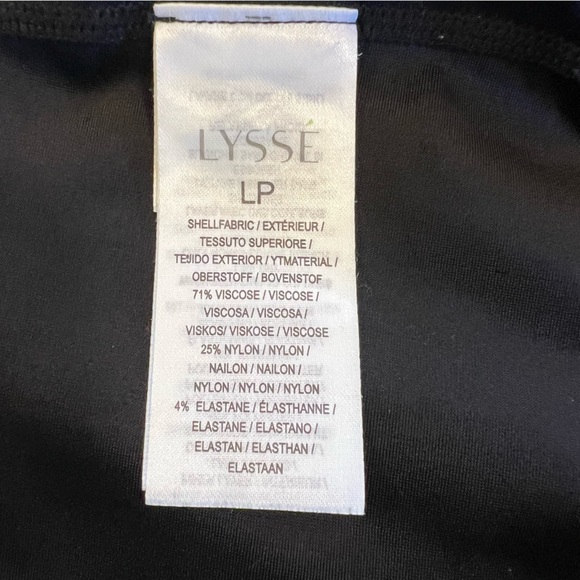 LYSSÉ
LP
SHELLFABRIC / EXTÉRIEUR /
TESSUTO SUPERIORE /
TEJIDO EXTERIOR / YTMATERIAL /
OBERSTOFF / BOVENSTOF
71% VISCOSE / VISCOSE /
VISCOSA / VISCOSA /
VISKOS/ VISKOSE / VISCOSE
25% NYLON / NYLON /
NAILON / NAILON /
NYLON / NYLON / NYLON
4% ELASTANE / ÉLASTHANNE /
ELASTANE / ELASTANO /
ELASTAN / ELASTHAN /
ELASTAAN